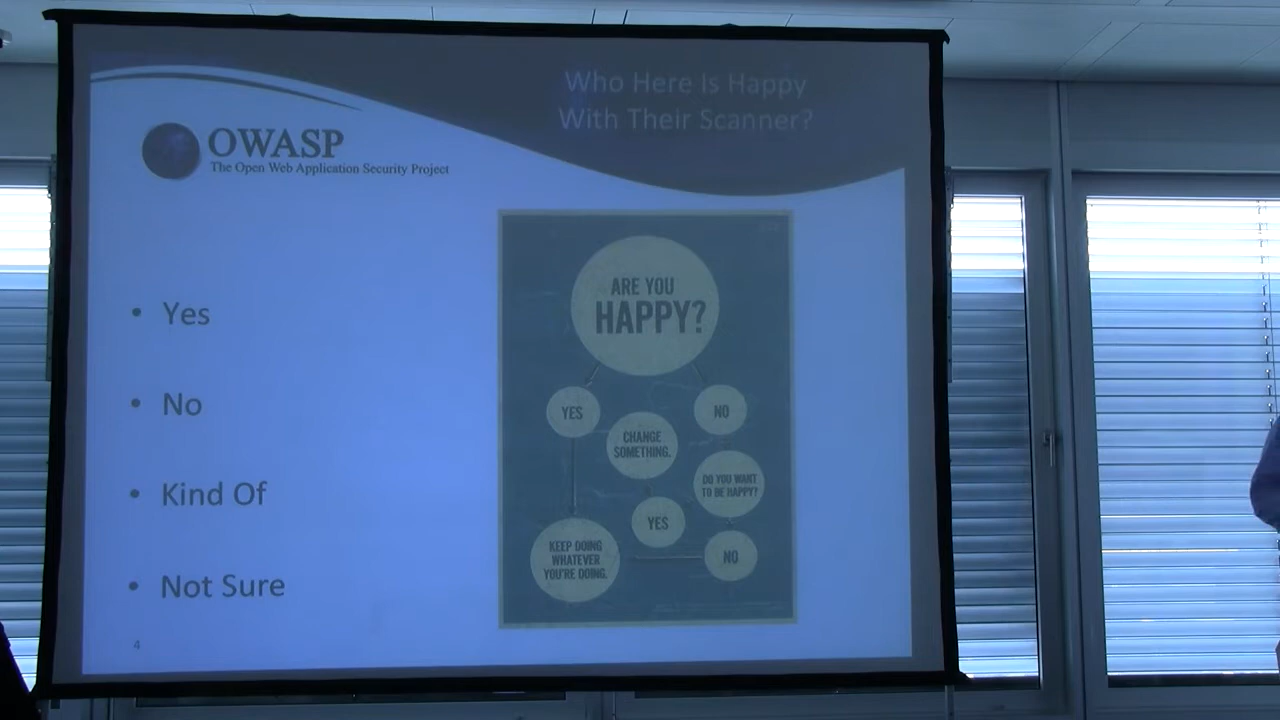 Who Here Is Happy
With Their Scanner?
OWASP
The Open Web Application Security Project
• Yes
• No
• Kind Of
• Not Sure
ARE YOU
HAPPY?
YES
NO
CHANGE
SOMETHING.
DO YOU WANT
TO BE HAPPY?
YES
NO
KEEP DOING
WHATEVER
YOU'RE DOING.
4